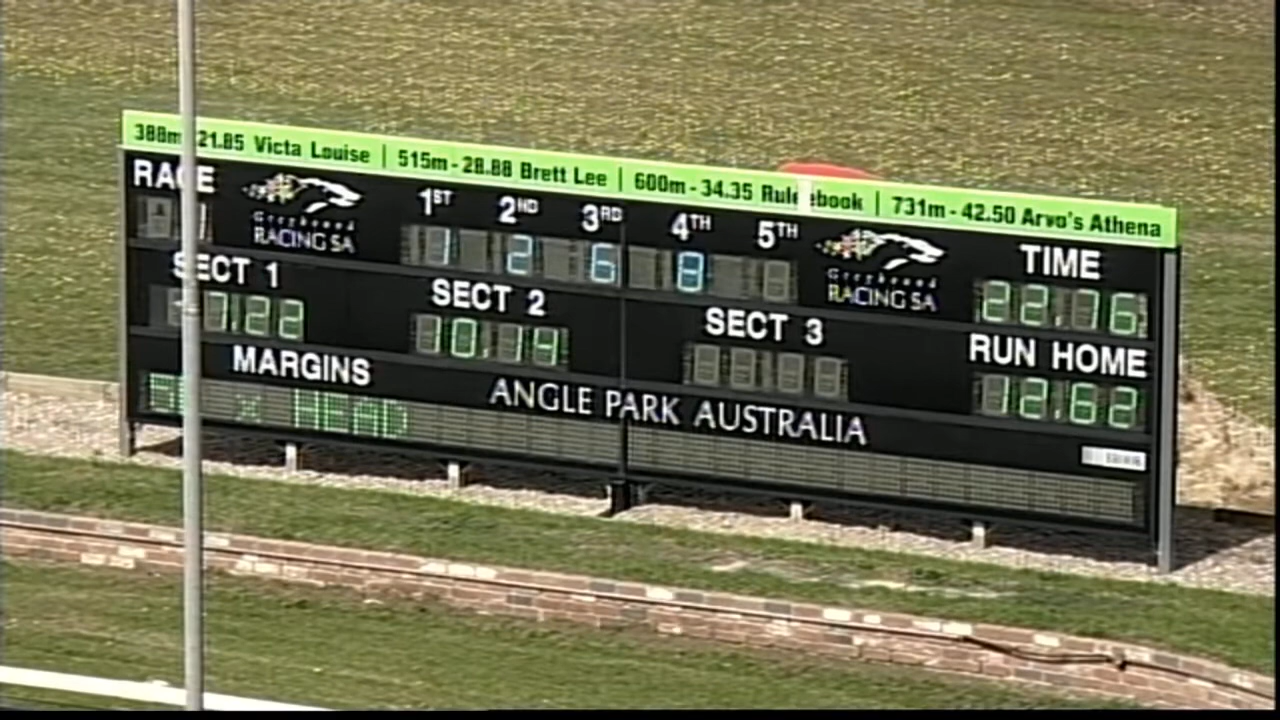 388m 21.85 Victa Louise | 515m - 28.88 Brett Lee | 600m - 34.35 Rulebook | 731m - 42.50 Arvo's Athena
RACE
Greyhound
RACING SA
1ST 2ND 3RD 4TH 5TH
1 2 6 8
Greyhound
RACING SA
TIME
22.76
SECT 1
7.22
SECT 2
10.14
SECT 3
RUN HOME
12.62
MARGINS
x HEAD
ANGLE PARK AUSTRALIA